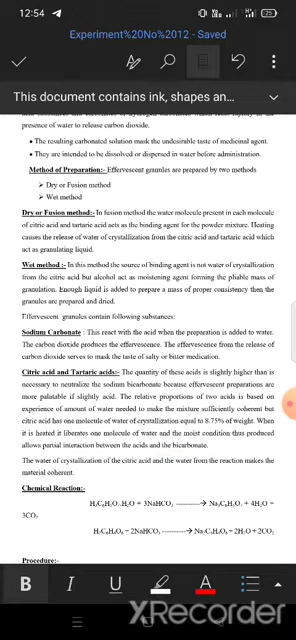 12:54
25
Experiment%20No%2012 - Saved
This document contains ink, shapes an...
presence of water to release carbon dioxide.
• The resulting carbonated solution mask the undesirable taste of medicinal agent.
• They are intended to be dissolved or dispersed in water before administration.
Method of Preparation:- Effervescent granules are prepared by two methods
➢ Dry or Fusion method
➢ Wet method
Dry or Fusion method:- In fusion method the water molecule present in each molecule
of citric acid and tartaric acid acts as the binding agent for the powder mixture. Heating
causes the release of water of crystallization from the citric acid and tartaric acid which
act as granulating liquid.
Wet method :- In this method the source of binding agent is not water of crystallization
from the citric acid but alcohol act as moistening agent forming the pliable mass of
granulation. Enough liquid is added to prepare a mass of proper consistency then the
granules are prepared and dried.
Effervescent granules contain following substances:
Sodium Carbonate : This react with the acid when the preparation is added to water.
The carbon dioxide produces the effervescence. The effervescence from the release of
carbon dioxide serves to mask the taste of salty or bitter medication.
Citric acid and Tartaric acids:- The quantity of these acids is slightly higher than is
necessary to neutralize the sodium bicarbonate because effervescent preparations are
more palatable if slightly acid. The relative proportions of two acids is based on
experience of amount of water needed to make the mixture sufficiently coherent but
citric acid has one molecule of water of crystallization equal to 8.75% of weight. When
it is heated it liberates one molecule of water and the moist condition thus produced
allows partial interaction between the acids and the bicarbonate.
The water of crystallization of the citric acid and the water from the reaction makes the
material coherent.
Chemical Reaction:-
H₃C₆H₅O₇.H₂O + 3NaHCO₃ ----------→ Na₃C₆H₅O₇ + 4H₂O +
3CO₂
H₂C₄H₄O₆ + 2NaHCO₃ ----------→ Na₂C₄H₄O₆ + 2H₂O + 2CO₂
Procedure:-
B I U A
XRecorder